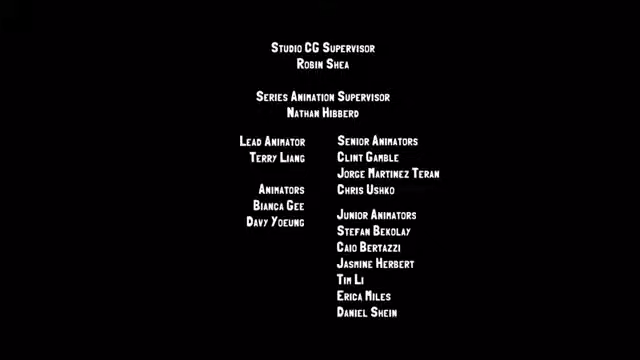 Studio CG Supervisor
Robin Shea
Series Animation Supervisor
Nathan Hibberd
Lead Animator
Terry Liang
Animators
Bianca Gee
Davy Yoeung
Senior Animators
Clint Gamble
Jorge Martinez Teran
Chris Ushko
Junior Animators
Stefan Bekolay
Caio Bertazzi
Jasmine Herbert
Tim Li
Erica Miles
Daniel Shein